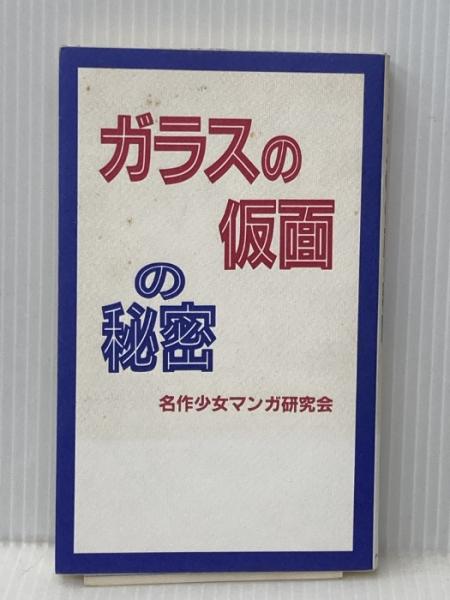 ガラスの
仮面
の
秘密
名作少女マンガ研究会